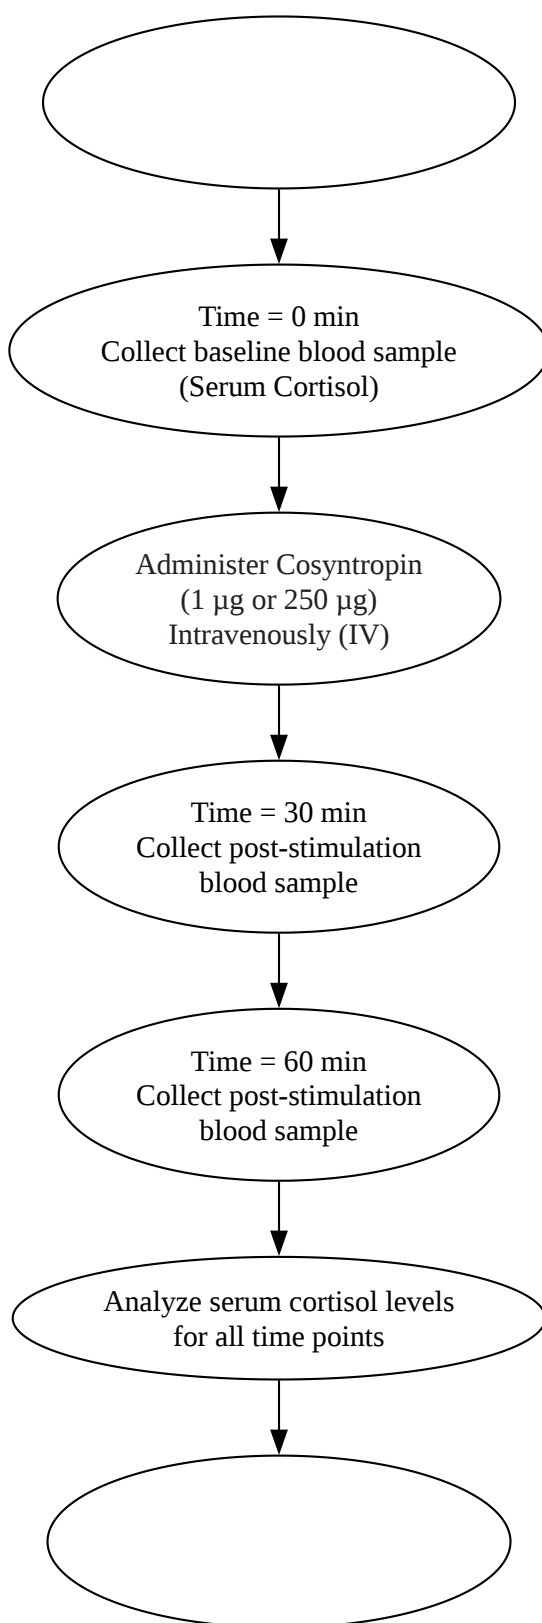 Time = 0 min
Collect baseline blood sample
(Serum Cortisol)
Administer Cosyntropin
(1 µg or 250 µg)
Intravenously (IV)
Time = 30 min
Collect post-stimulation
blood sample
Time = 60 min
Collect post-stimulation
blood sample
Analyze serum cortisol levels
for all time points